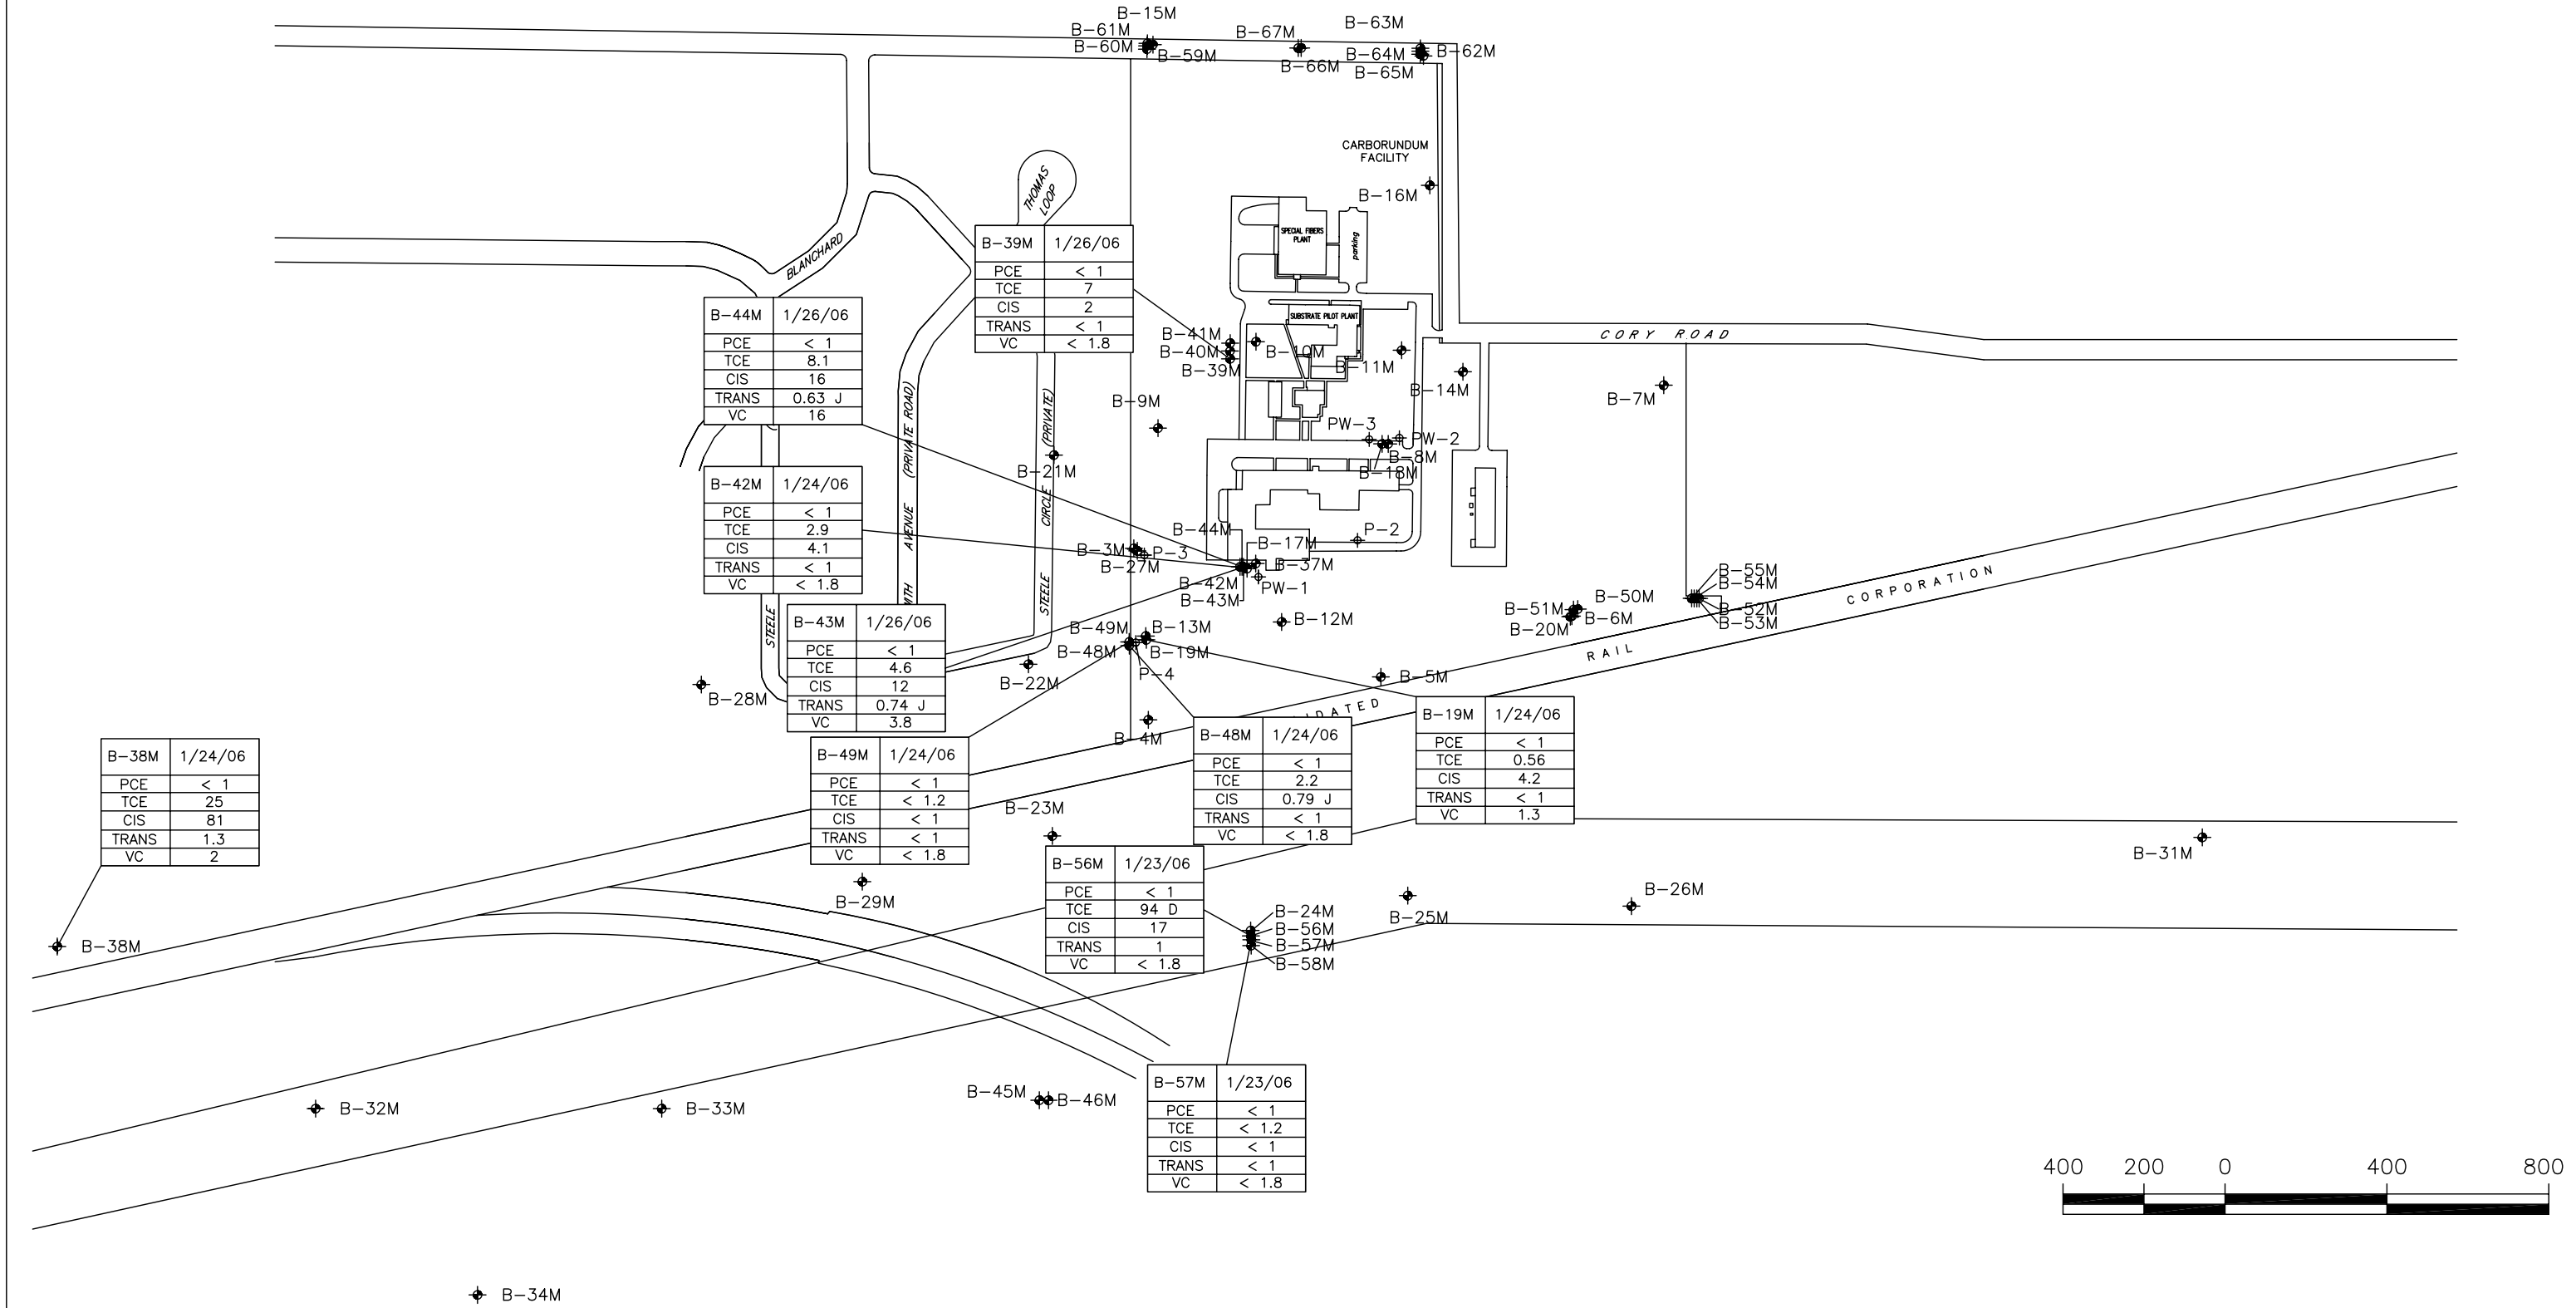 B-15M
B-61M
B-67M
B-63M
B-60M
B-59M
B-66M
B-64M
B-62M
B-65M
CARBORUNDUM
FACILITY
B-16M
THOMAS
LOOP
SPECIAL FIBERS
PLANT
parking
BLANCHARD
B-39M 1/26/06
PCE < 1
TCE 7
CIS 2
TRANS < 1
VC < 1.8
B-44M 1/26/06
PCE < 1
TCE 8.1
CIS 16
TRANS 0.63 J
VC 16
SUBSTRATE PILOT PLANT
B-41M
B-40M
B-39M
B-10M
B-11M
B-14M
CORY ROAD
B-7M
B-9M
AVENUE (PRIVATE ROAD)
STEELE CIRCLE (PRIVATE)
B-21M
PW-3
PW-2
B-8M
B-18M
B-42M 1/24/06
PCE < 1
TCE 2.9
CIS 4.1
TRANS < 1
VC < 1.8
B-44M
P-2
B-17M
B-3M
P-3
B-27M
B-37M
B-42M
PW-1
B-43M
B-55M
B-54M
B-52M
B-53M
B-50M
B-51M
B-6M
B-20M
CORPORATION
RAIL
STEELE
B-43M 1/26/06
PCE < 1
TCE 4.6
CIS 12
TRANS 0.74 J
VC 3.8
B-49M
B-13M
B-12M
B-48M
B-19M
P-4
B-22M
B-28M
B-5M
IDATED
B-4M
B-38M 1/24/06
PCE < 1
TCE 25
CIS 81
TRANS 1.3
VC 2
B-49M 1/24/06
PCE < 1
TCE < 1.2
CIS < 1
TRANS < 1
VC < 1.8
B-48M 1/24/06
PCE < 1
TCE 2.2
CIS 0.79 J
TRANS < 1
VC < 1.8
B-19M 1/24/06
PCE < 1
TCE 0.56
CIS 4.2
TRANS < 1
VC 1.3
B-23M
B-31M
B-56M 1/23/06
PCE < 1
TCE 94 D
CIS 17
TRANS 1
VC < 1.8
B-29M
B-24M
B-56M
B-57M
B-58M
B-25M
B-26M
B-38M
B-57M 1/23/06
PCE < 1
TCE < 1.2
CIS < 1
TRANS < 1
VC < 1.8
B-45M
B-46M
B-32M
B-33M
400 200 0 400 800
B-34M